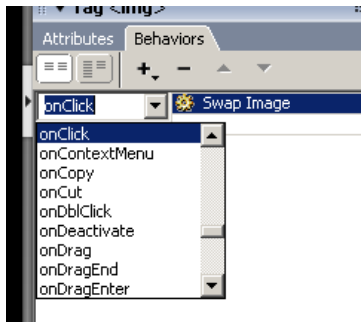 Tag <img>
Attributes Behaviors
onClick Swap Image
onClick
onContextMenu
onCopy
onCut
onDblClick
onDeactivate
onDrag
onDragEnd
onDragEnter